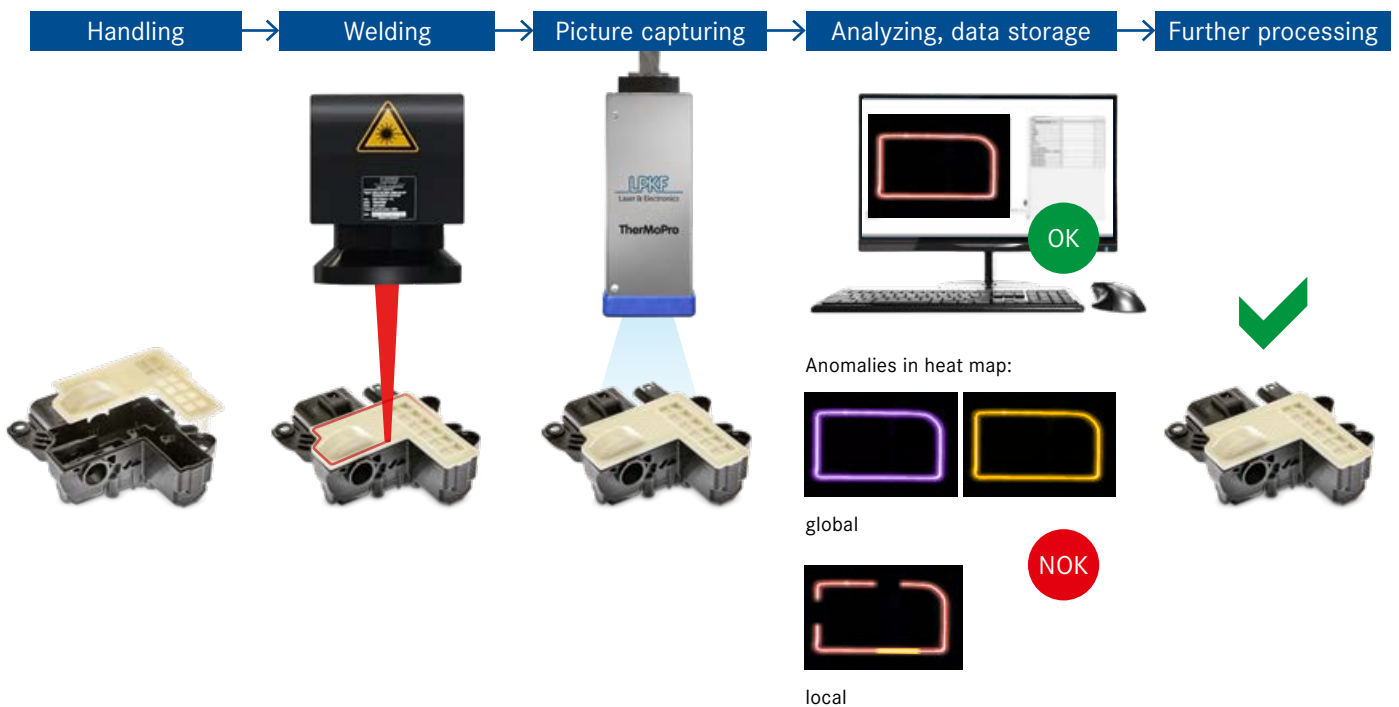 Handling
Welding
Picture capturing
Analyzing, data storage
Further processing
LPKF
Laser & Electronics
TherMoPro
OK
Anomalies in heat map:
global
NOK
local